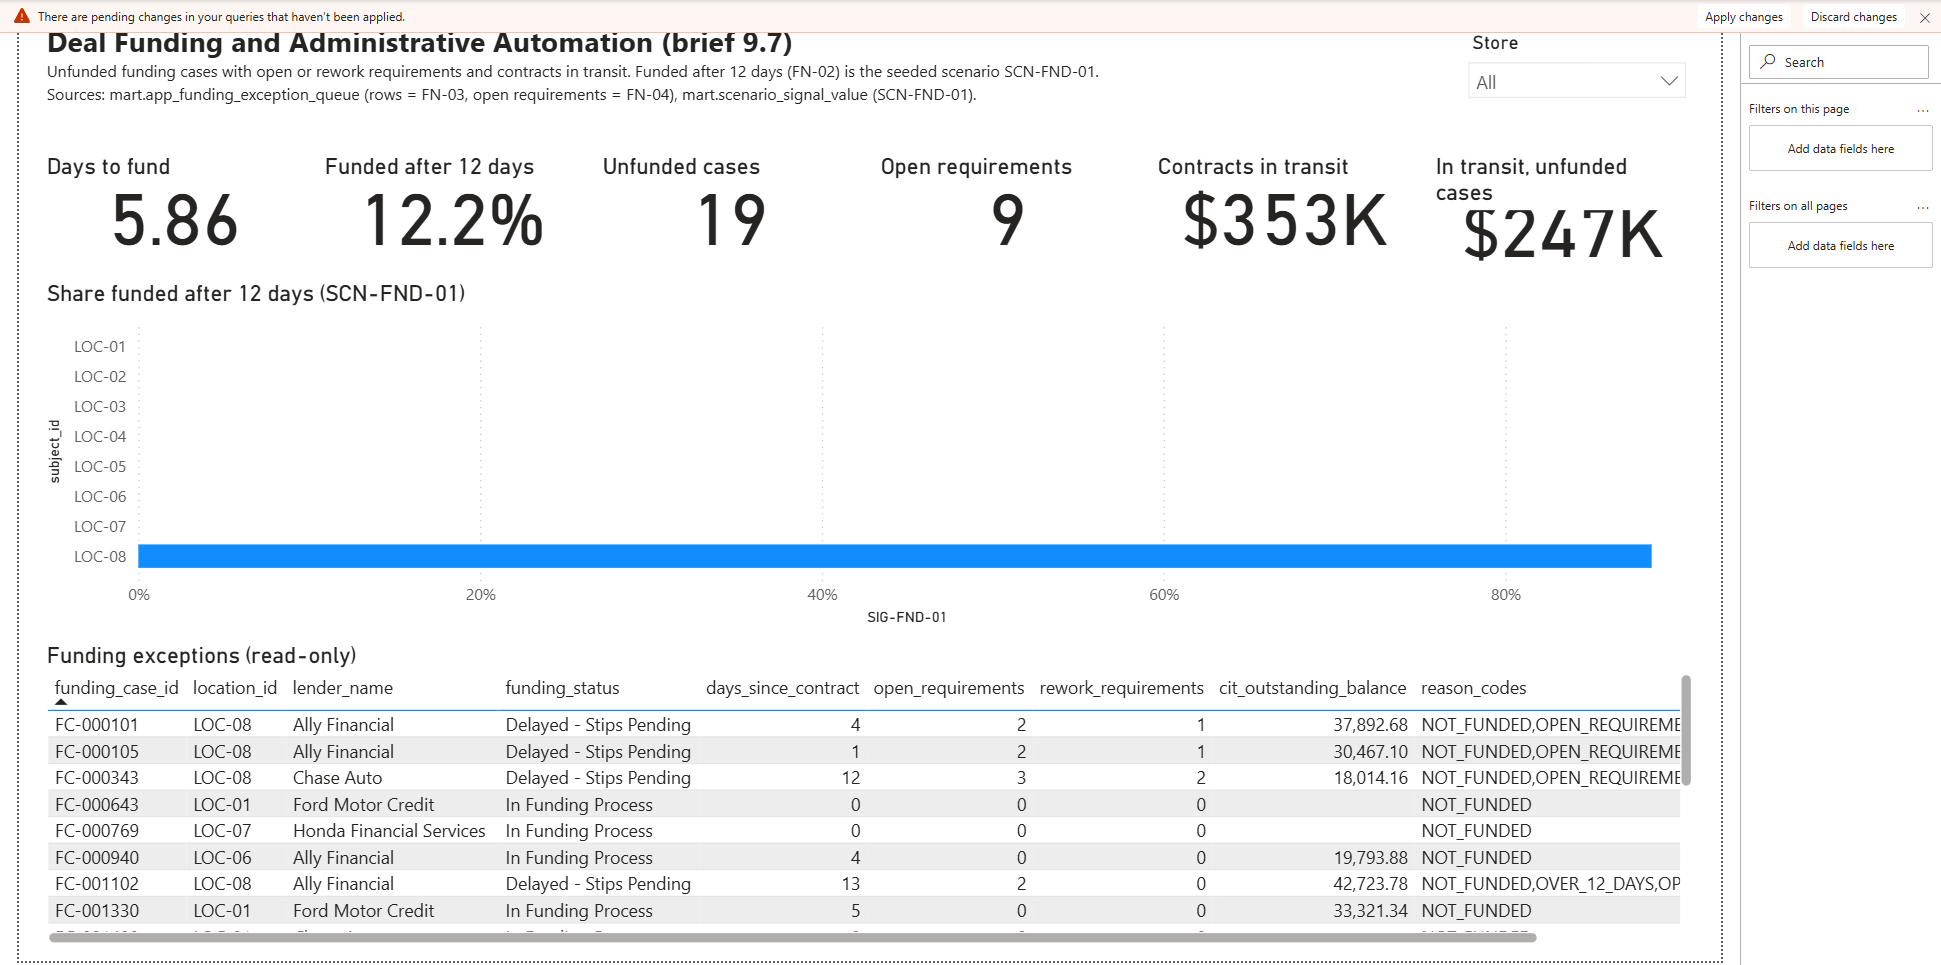 There are pending changes in your queries that haven't been applied.
Apply changes
Discard changes
Deal Funding and Administrative Automation (brief 9.7)
Unfunded funding cases with open or rework requirements and contracts in transit. Funded after 12 days (FN-02) is the seeded scenario SCN-FND-01.
Sources: mart.app_funding_exception_queue (rows = FN-03, open requirements = FN-04), mart.scenario_signal_value (SCN-FND-01).
Store
All
Days to fund
5.86
Funded after 12 days
12.2%
Unfunded cases
19
Open requirements
9
Contracts in transit
$353K
In transit, unfunded
cases
$247K
Share funded after 12 days (SCN-FND-01)
subject_id
LOC-01
LOC-02
LOC-03
LOC-04
LOC-05
LOC-06
LOC-07
LOC-08
0% 20% 40% 60% 80%
SIG-FND-01
Funding exceptions (read-only)
funding_case_id location_id lender_name funding_status days_since_contract open_requirements rework_requirements cit_outstanding_balance reason_codes
FC-000101 LOC-08 Ally Financial Delayed - Stips Pending 4 2 1 37,892.68 NOT_FUNDED,OPEN_REQUIREME
FC-000105 LOC-08 Ally Financial Delayed - Stips Pending 1 2 1 30,467.10 NOT_FUNDED,OPEN_REQUIREME
FC-000343 LOC-08 Chase Auto Delayed - Stips Pending 12 3 2 18,014.16 NOT_FUNDED,OPEN_REQUIREME
FC-000643 LOC-01 Ford Motor Credit In Funding Process 0 0 0 NOT_FUNDED
FC-000769 LOC-07 Honda Financial Services In Funding Process 0 0 0 NOT_FUNDED
FC-000940 LOC-06 Ally Financial In Funding Process 4 0 0 19,793.88 NOT_FUNDED
FC-001102 LOC-08 Ally Financial Delayed - Stips Pending 13 2 0 42,723.78 NOT_FUNDED,OVER_12_DAYS,OP
FC-001330 LOC-01 Ford Motor Credit In Funding Process 5 0 0 33,321.34 NOT_FUNDED
Search
Filters on this page
...
Add data fields here
Filters on all pages
...
Add data fields here